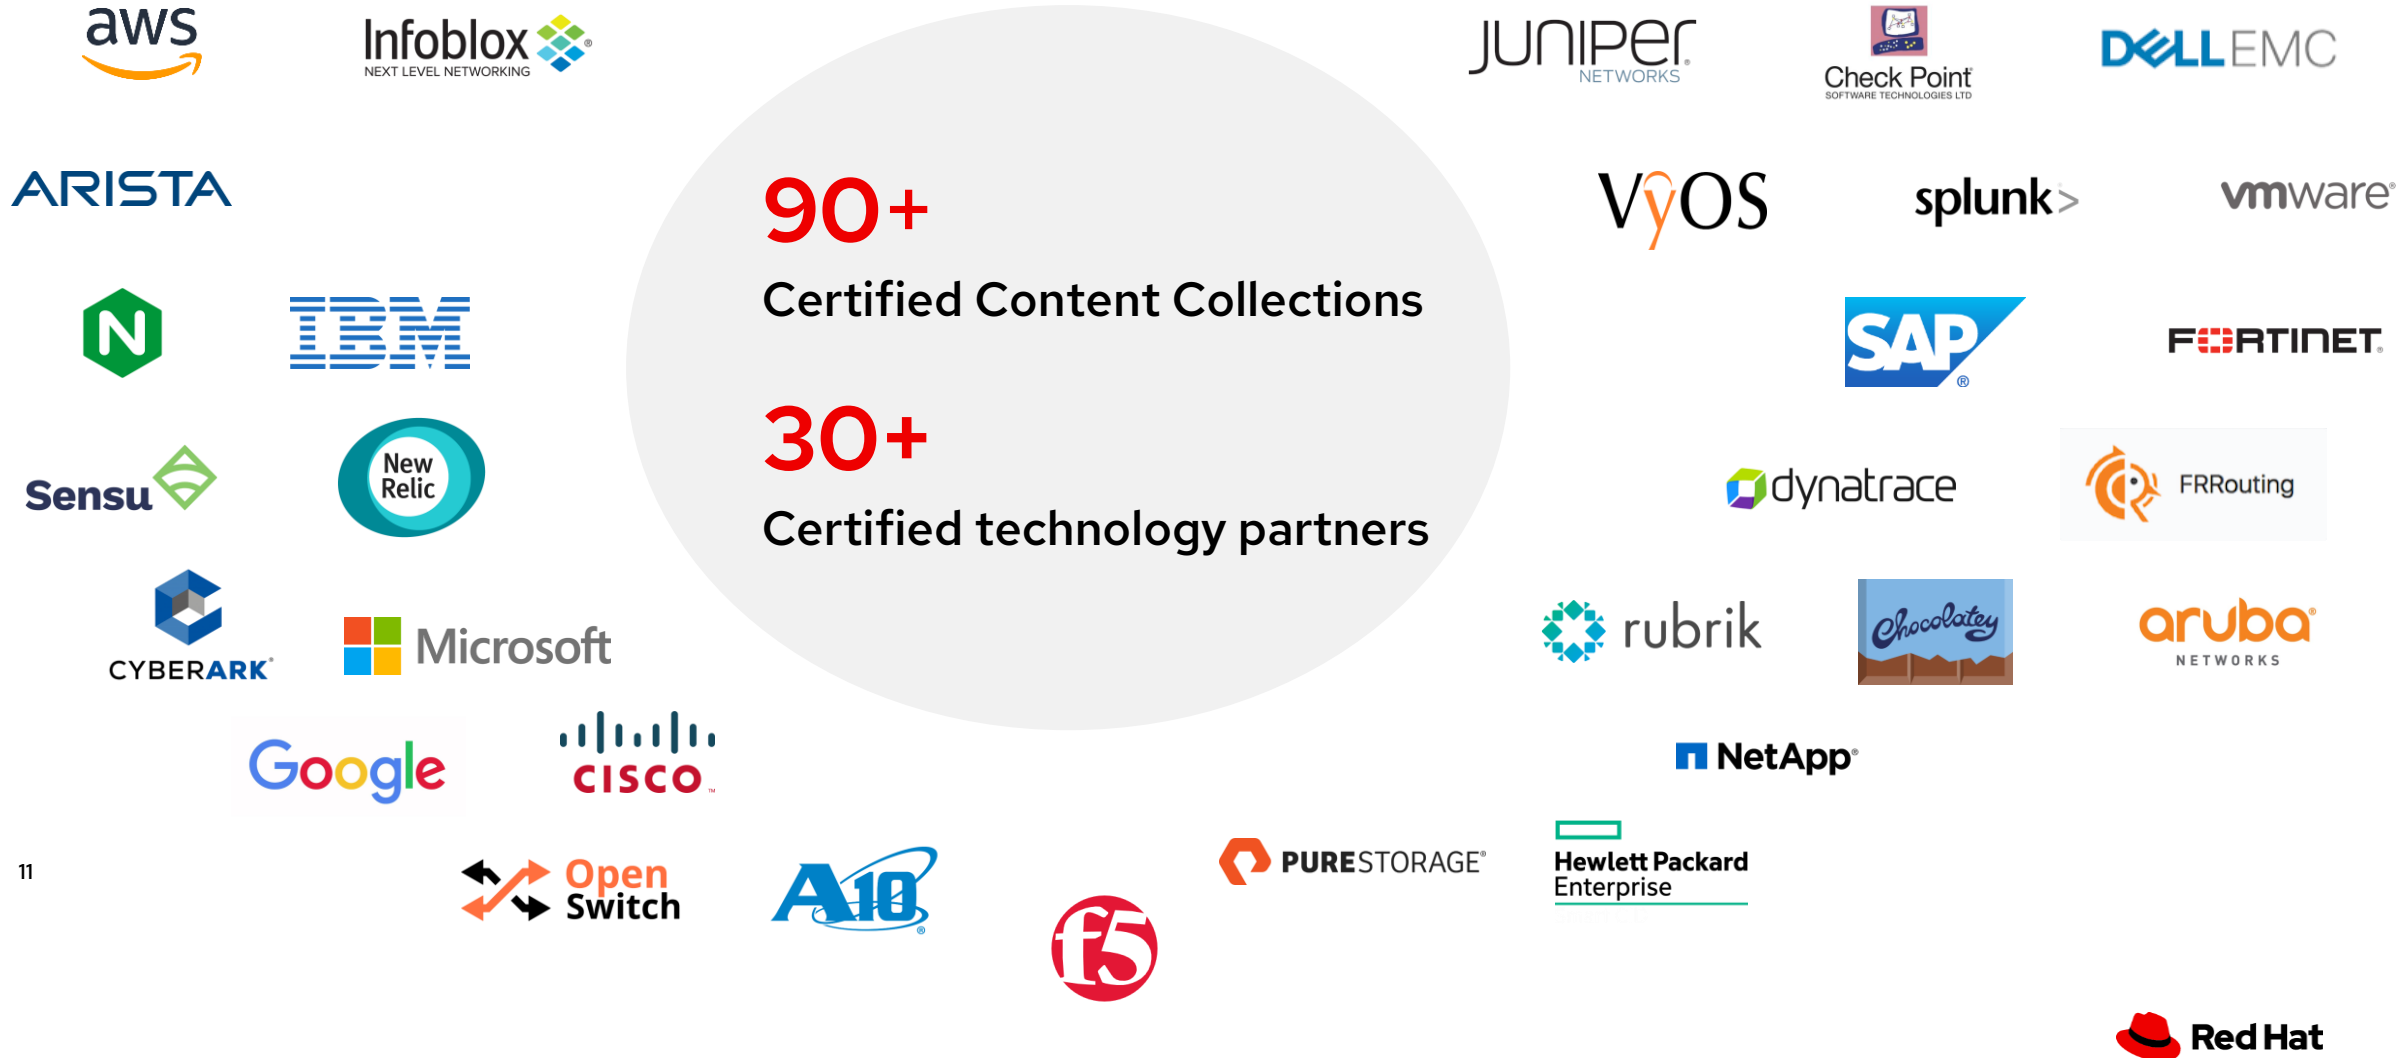 aws
Infoblox
NEXT LEVEL NETWORKING
JUNIPER
NETWORKS
Check Point
SOFTWARE TECHNOLOGIES LTD
DELL EMC
ARISTA
90+
Certified Content Collections
VyOS
splunk>
vmware
N
IBM
SAP
FORTINET
30+
Certified technology partners
Sensu
New
Relic
dynatrace
FRRouting
CYBERARK
Microsoft
rubrik
Chocolatey
aruba
NETWORKS
Google
CISCO
NetApp
11
Open
Switch
A10
f5
PURESTORAGE
Hewlett Packard
Enterprise
Red Hat